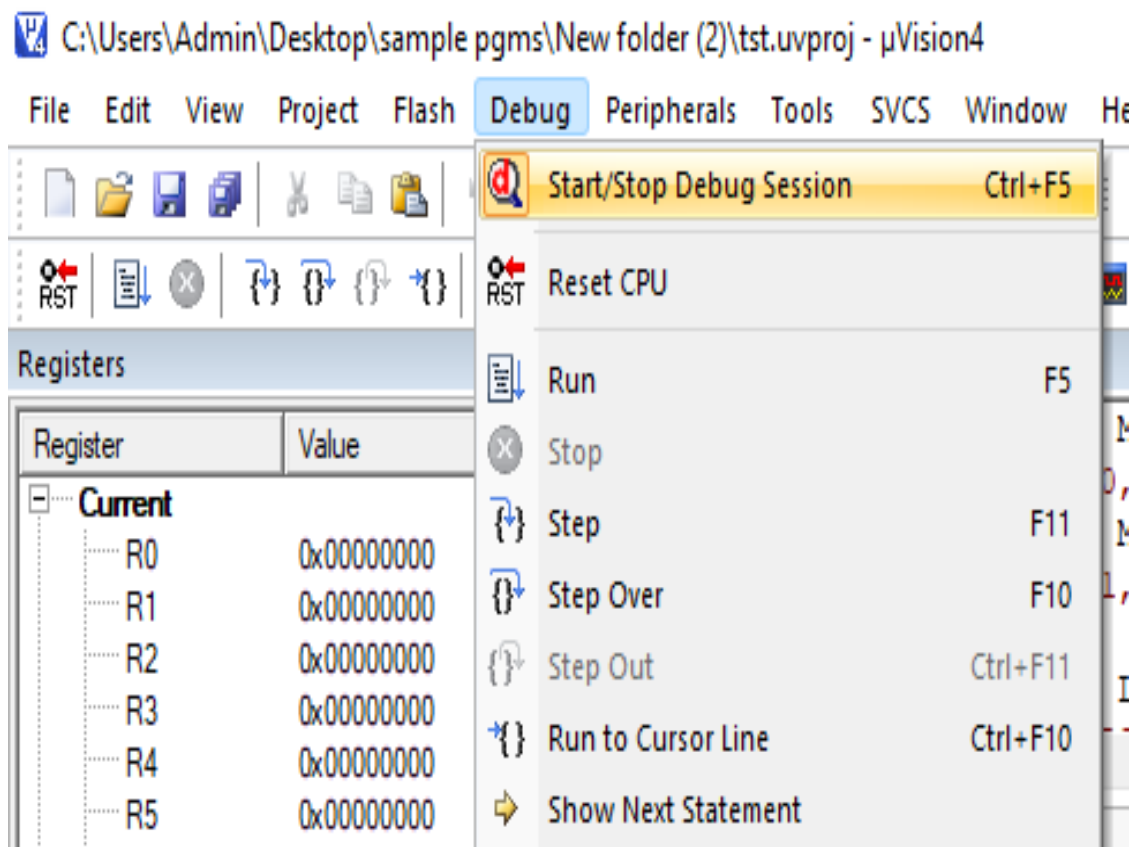 C:\Users\Admin\Desktop\sample pgms\New folder (2)\tst.uvproj - µVision4
File Edit View Project Flash Debug Peripherals Tools SVCS Window
Start/Stop Debug Session Ctrl+F5
RST RST Reset CPU
Registers
Run F5
Register Value
Stop
Current
Step F11
R0 0x00000000
Step Over F10
R1 0x00000000
R2 0x00000000
Step Out Ctrl+F11
R3 0x00000000
Run to Cursor Line Ctrl+F10
R4 0x00000000
R5 0x00000000
Show Next Statement